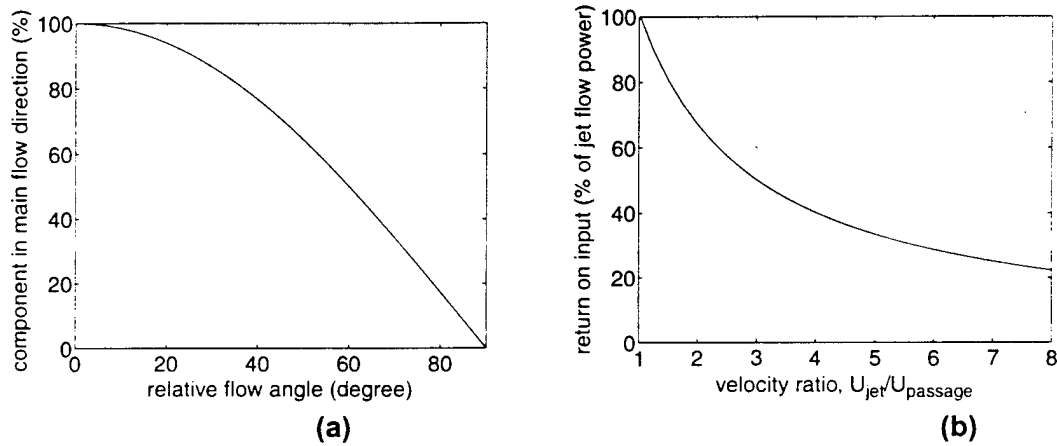 component in main flow direction (%)
100
80
60
40
20
0
0 20 40 60 80
relative flow angle (degree)
(a)
return on input (% of jet flow power)
100
80
60
40
20
0
1 2 3 4 5 6 7 8
velocity ratio, Ujet/Upassage
(b)